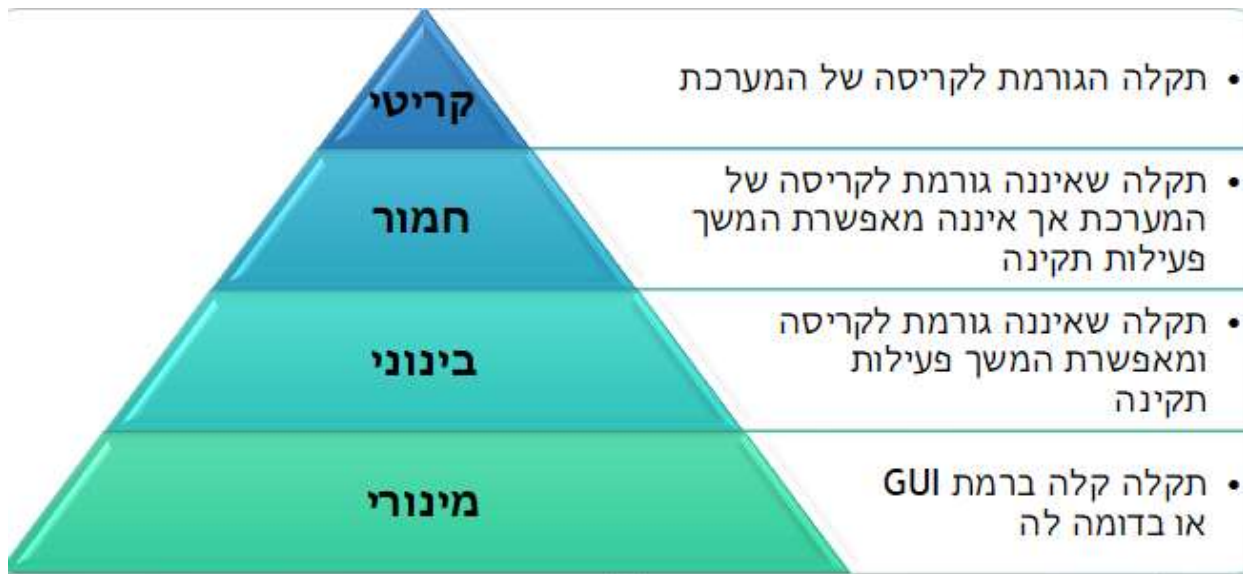 קריטי
• תקלה הגורמת לקריסה של המערכת
חמור
• תקלה שאיננה גורמת לקריסה של
המערכת אך איננה מאפשרת המשך
פעילות תקינה
בינוני
• תקלה שאיננה גורמת לקריסה
ומאפשרת המשך פעילות
תקינה
מינורי
• תקלה קלה ברמת GUI
או בדומה לה